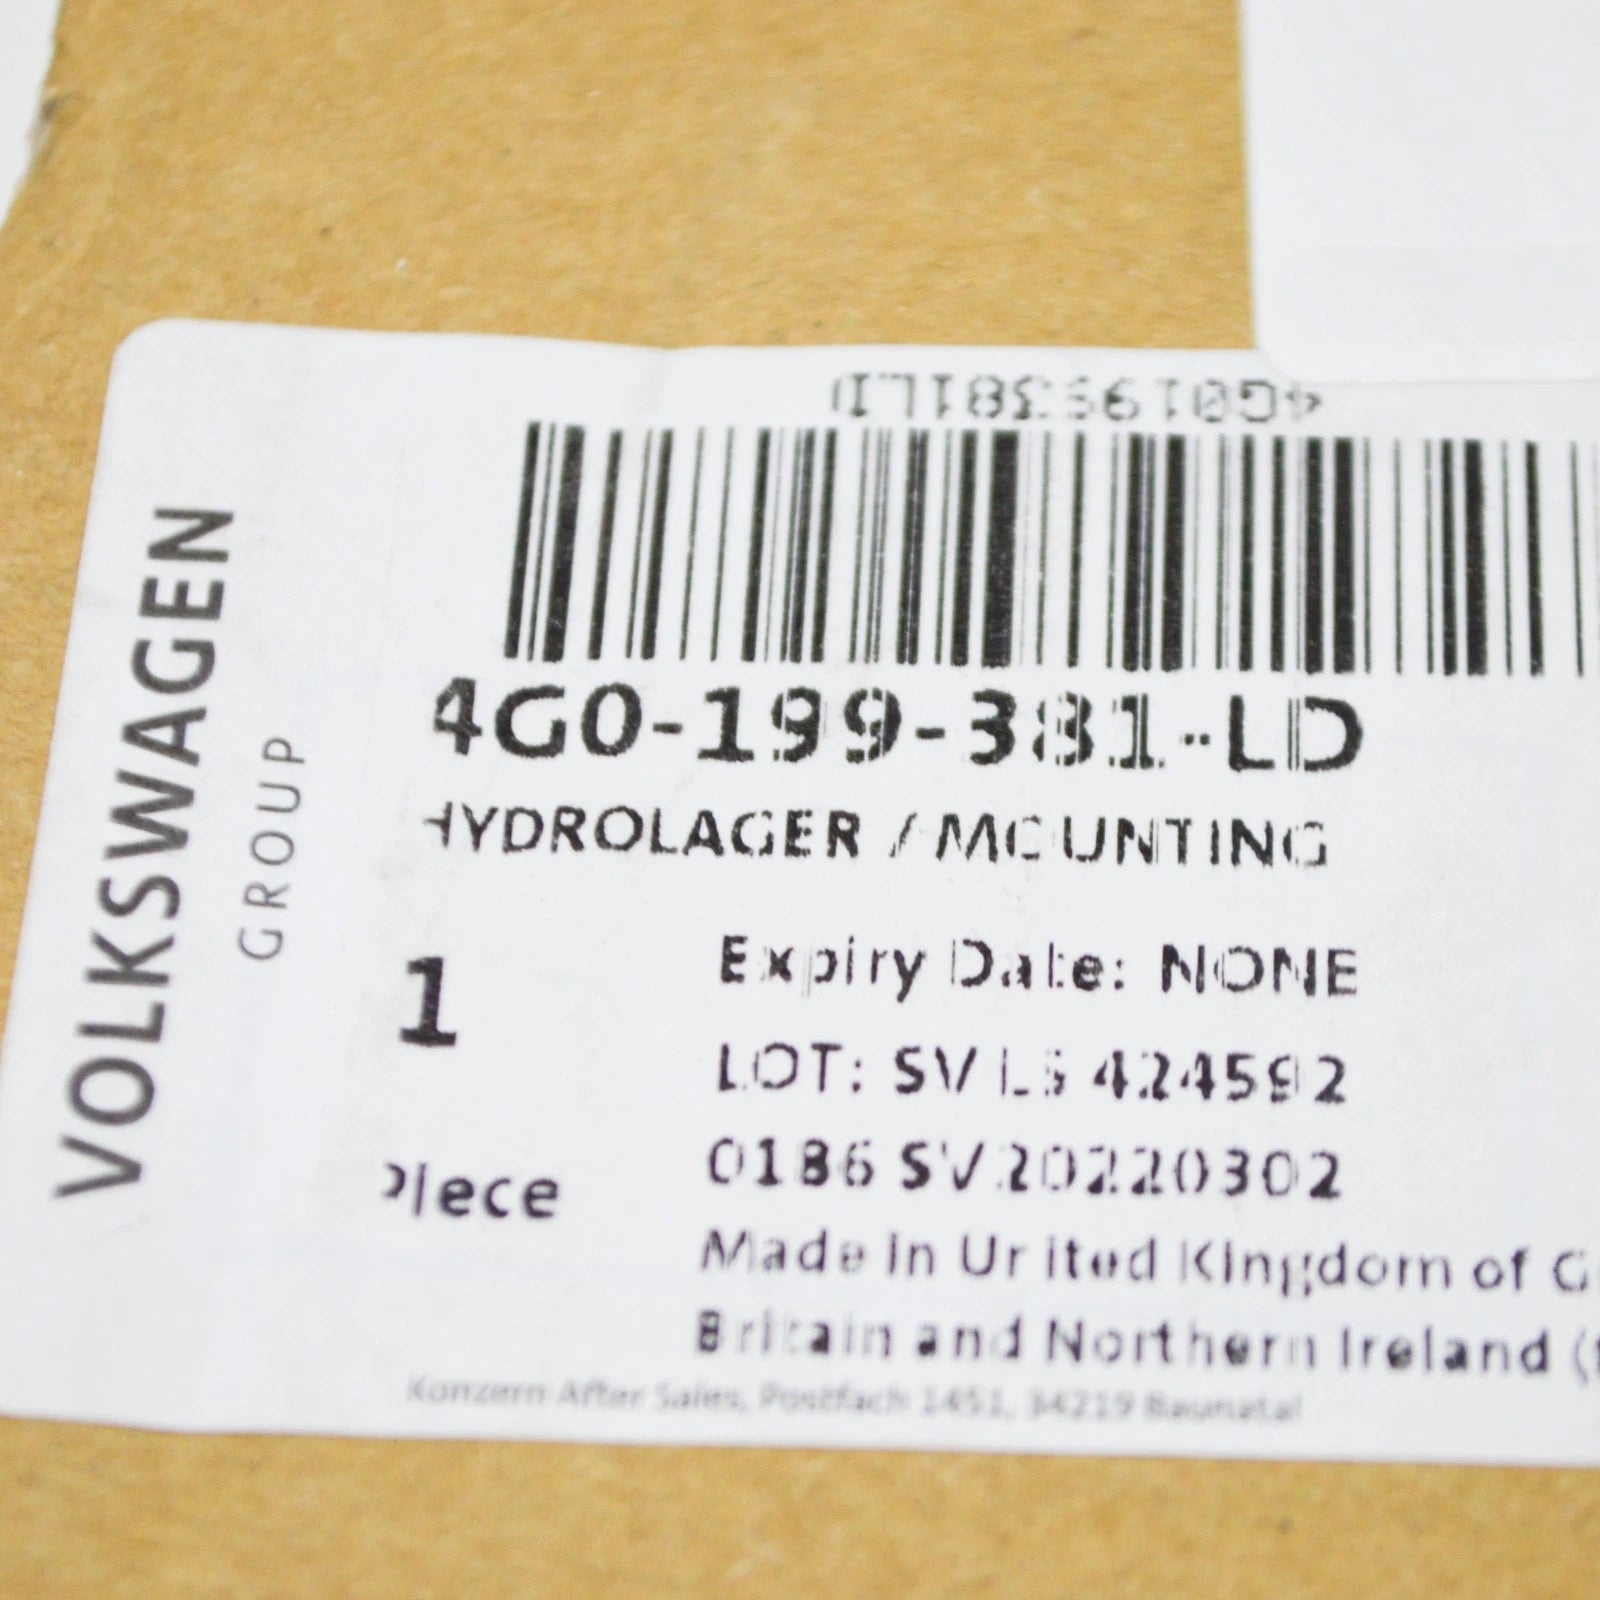 4G0199381LD
VOLKSWAGEN
GROUP
4G0-199-381-LD
HYDROLAGER / MOUNTING
1
Piece
Expiry Date: NONE
LOT: SV LS 424592
0186 SV20220302
Made in United Kingdom of G
Britain and Northern Ireland (
Konzern After Sales, Postfach 1451, 34219 Baunatal